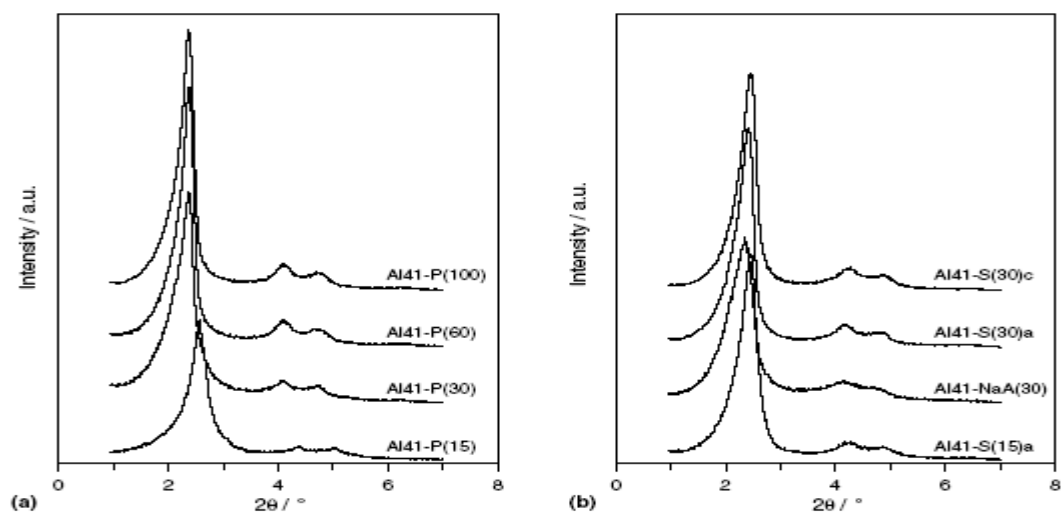 Intensity / a.u.
Al41-P(100)
Al41-P(60)
Al41-P(30)
Al41-P(15)
0 2 4 6 8
(a)
2θ / °
Intensity / a.u.
Al41-S(30)c
Al41-S(30)a
Al41-NaA(30)
Al41-S(15)a
0 2 4 6 8
(b)
2θ / °